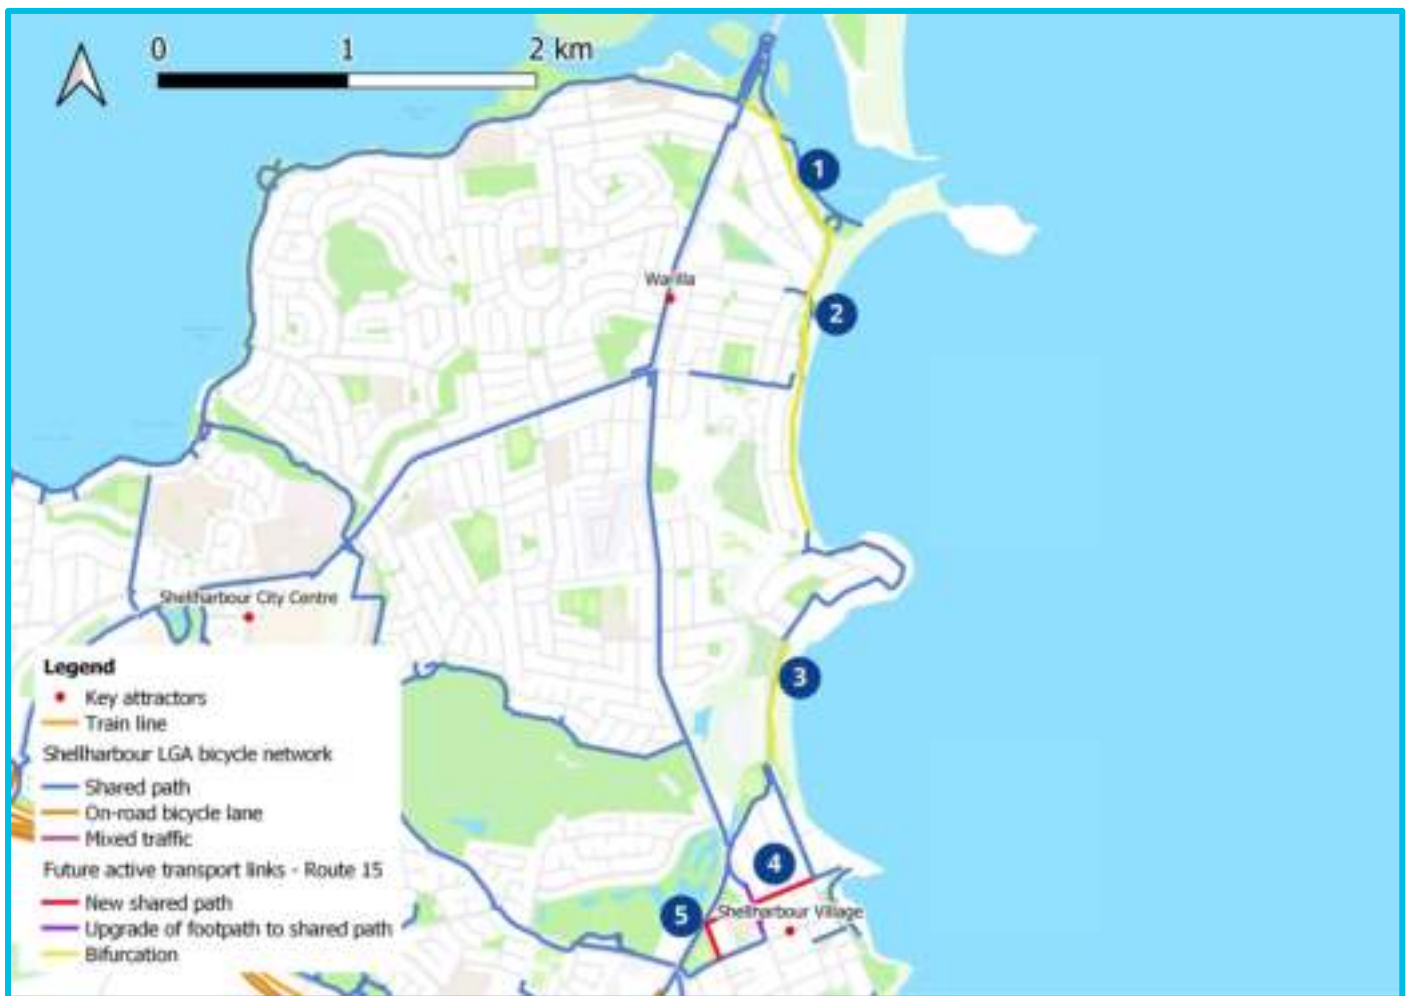 0 1 2 km
1
Warilla
2
Shellharbour City Centre
3
4
5
Shellharbour Village
Legend
Key attractors
Train line
Shellharbour LGA bicycle network
Shared path
On-road bicycle lane
Mixed traffic
Future active transport links - Route 15
New shared path
Upgrade of footpath to shared path
Bifurcation